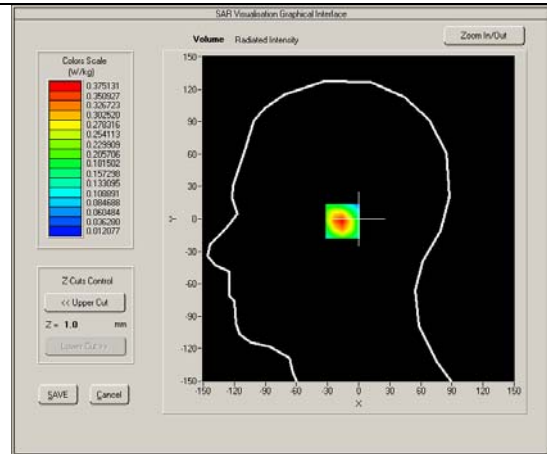 SAR Visualisation Graphical Interface
Volume Radiated Intensity
Zoom In/Out
Colors Scale
(W/kg)
0.375131
0.350927
0.326723
0.302520
0.278316
0.254113
0.229909
0.205706
0.181502
0.157298
0.133095
0.108891
0.084688
0.060484
0.036280
0.012077
Z Cuts Control
<< Upper Cut
Z = 1.0 mm
Lower Cut >>
SAVE
Cancel
150
120
90
60
30
0
-30
-60
-90
-120
-150
Y
-150 -120 -90 -60 -30 0 30 60 90 120 150
X